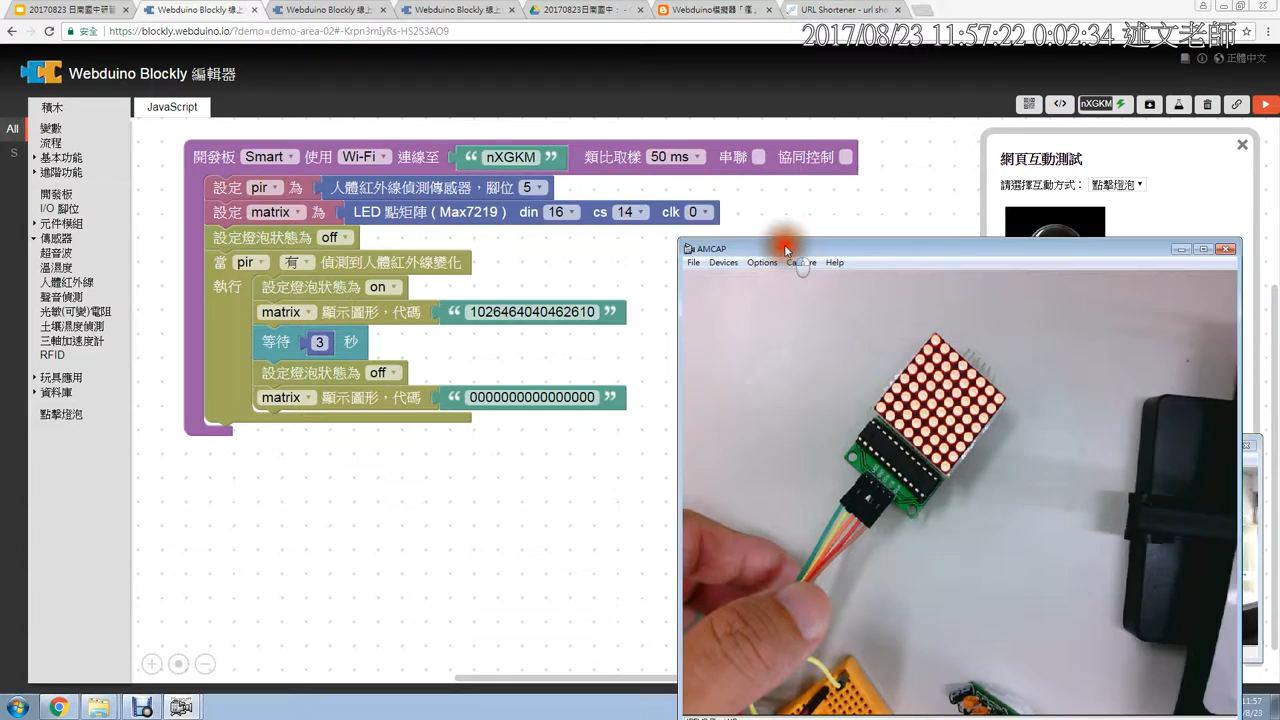 20170823 日南國中研習
Webduino Blockly 線上
Webduino Blockly 線上
Webduino Blockly 線上
20170823日南國中：
Webduino模擬器「雁
URL Shortener - url sho
安全
https://blockly.webduino.io/?demo=demo-area-02#-Krpn3mIyRs-HS2S3AO9
2017/08/23 11:57:22 0:02:34 述文老師
Webduino Blockly 編輯器
正體中文
積木
JavaScript
nXGKM
All
S
變數
流程
基本功能
進階功能
開發板
I/O 腳位
元件模組
傳感器
超音波
溫濕度
人體紅外線
聲音偵測
光敏(可變)電阻
土壤濕度偵測
三軸加速度計
RFID
玩具應用
資料庫
點擊燈泡
開發板 Smart 使用 Wi-Fi 連線至 “ nXGKM ” 類比取樣 50 ms 串聯 協同控制
設定 pir 為 人體紅外線偵測傳感器，腳位 5
設定 matrix 為 LED 點矩陣 ( Max7219 ) din 16 cs 14 clk 0
設定燈泡狀態為 off
當 pir 有 偵測到人體紅外線變化
執行 設定燈泡狀態為 on
matrix 顯示圖形，代碼 “ 1026464040462610 ”
等待 3 秒
設定燈泡狀態為 off
matrix 顯示圖形，代碼 “ 0000000000000000 ”
網頁互動測試
請選擇互動方式： 點擊燈泡
AMCAP
File Devices Options Help
11:57